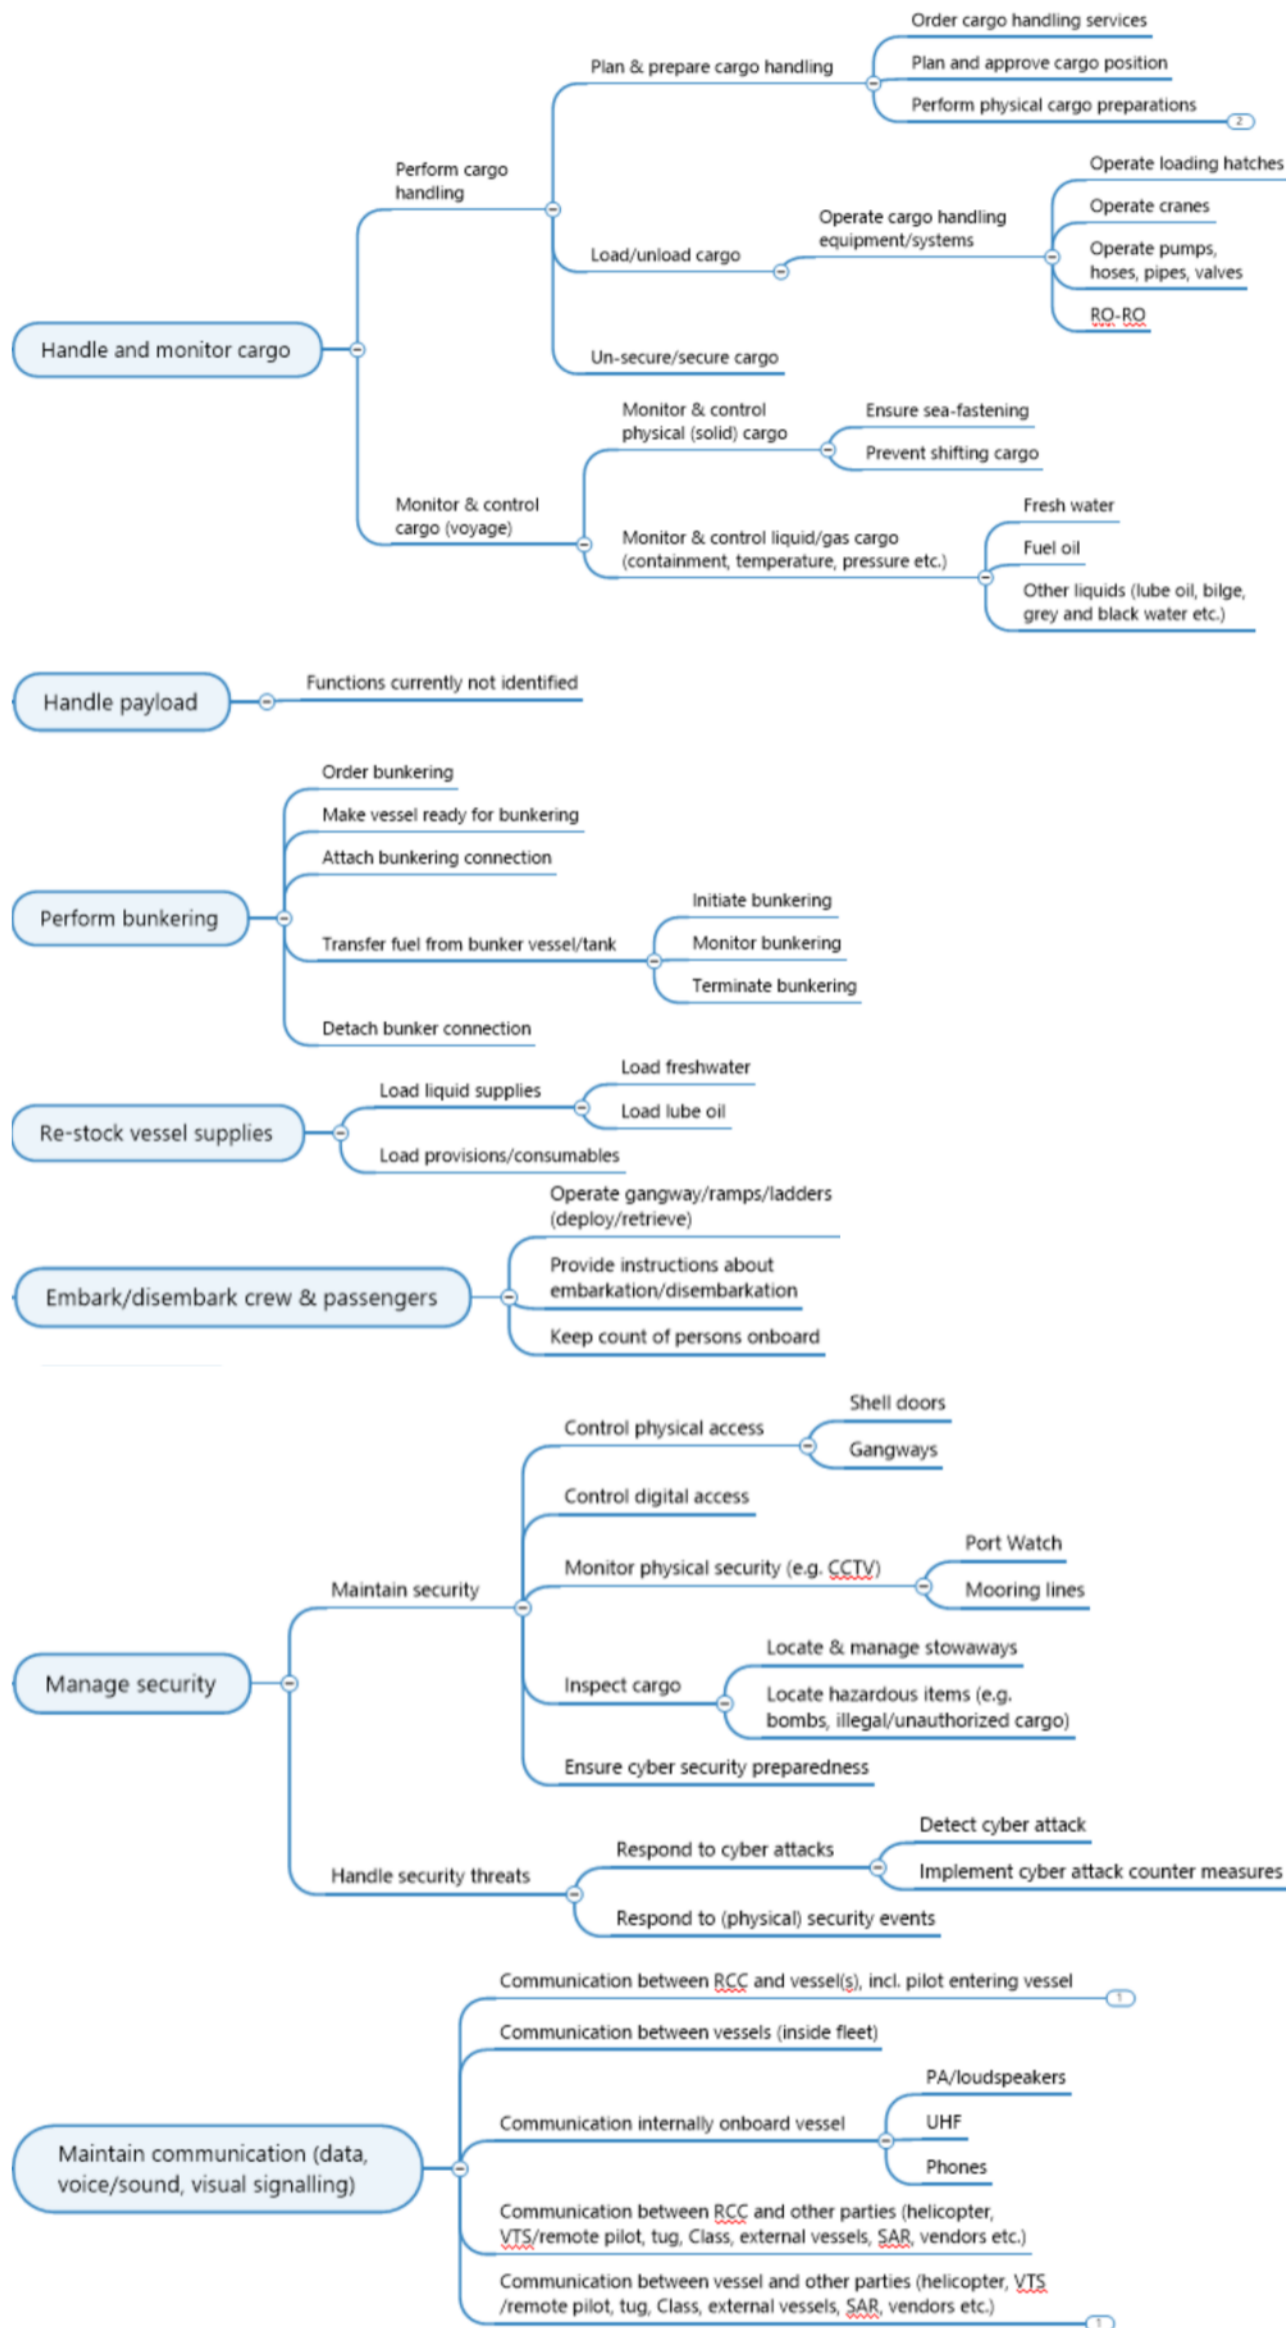 Order cargo handling services
Plan & prepare cargo handling
Plan and approve cargo position
Perform physical cargo preparations
2
Perform cargo
handling
Operate loading hatches
Operate cargo handling
equipment/systems
Operate cranes
Load/unload cargo
Operate pumps,
hoses, pipes, valves
RO-RO
Handle and monitor cargo
Un-secure/secure cargo
Monitor & control
physical (solid) cargo
Ensure sea-fastening
Prevent shifting cargo
Monitor & control
cargo (voyage)
Fresh water
Monitor & control liquid/gas cargo
(containment, temperature, pressure etc.)
Fuel oil
Other liquids (lube oil, bilge,
grey and black water etc.)
Handle payload
Functions currently not identified
Order bunkering
Make vessel ready for bunkering
Attach bunkering connection
Perform bunkering
Initiate bunkering
Transfer fuel from bunker vessel/tank
Monitor bunkering
Terminate bunkering
Detach bunker connection
Load freshwater
Load liquid supplies
Load lube oil
Re-stock vessel supplies
Load provisions/consumables
Operate gangway/ramps/ladders
(deploy/retrieve)
Provide instructions about
embarkation/disembarkation
Embark/disembark crew & passengers
Keep count of persons onboard
Shell doors
Control physical access
Gangways
Control digital access
Port Watch
Monitor physical security (e.g. CCTV)
Mooring lines
Maintain security
Locate & manage stowaways
Inspect cargo
Locate hazardous items (e.g.
bombs, illegal/unauthorized cargo)
Manage security
Ensure cyber security preparedness
Detect cyber attack
Respond to cyber attacks
Implement cyber attack counter measures
Handle security threats
Respond to (physical) security events
Communication between RCC and vessel(s), incl. pilot entering vessel
1
Communication between vessels (inside fleet)
PA/loudspeakers
Communication internally onboard vessel
UHF
Phones
Maintain communication (data,
voice/sound, visual signalling)
Communication between RCC and other parties (helicopter,
VTS/remote pilot, tug, Class, external vessels, SAR, vendors etc.)
Communication between vessel and other parties (helicopter, VTS
/remote pilot, tug, Class, external vessels, SAR, vendors etc.)
1